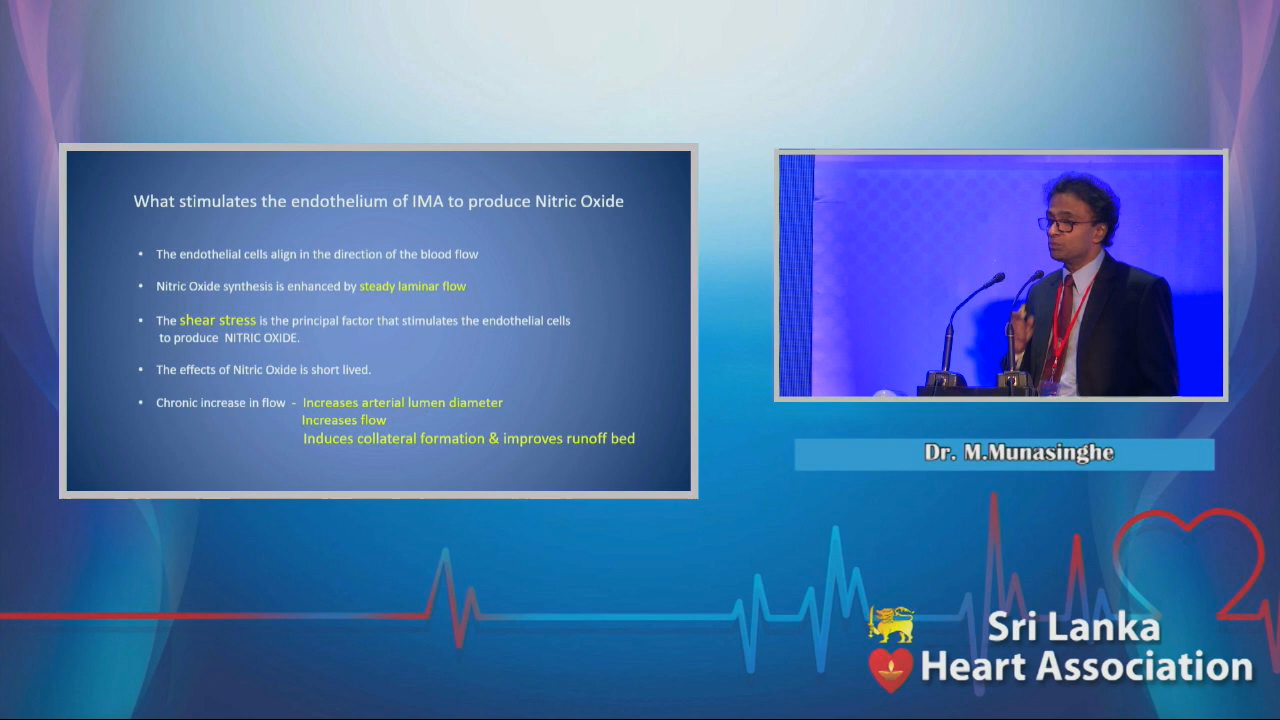 What stimulates the endothelium of IMA to produce Nitric Oxide
• The endothelial cells align in the direction of the blood flow
• Nitric Oxide synthesis is enhanced by steady laminar flow
• The shear stress is the principal factor that stimulates the endothelial cells
to produce NITRIC OXIDE.
• The effects of Nitric Oxide is short lived.
• Chronic increase in flow - Increases arterial lumen diameter
Increases flow
Induces collateral formation & improves runoff bed
Dr. M.Munasinghe
Sri Lanka
Heart Association